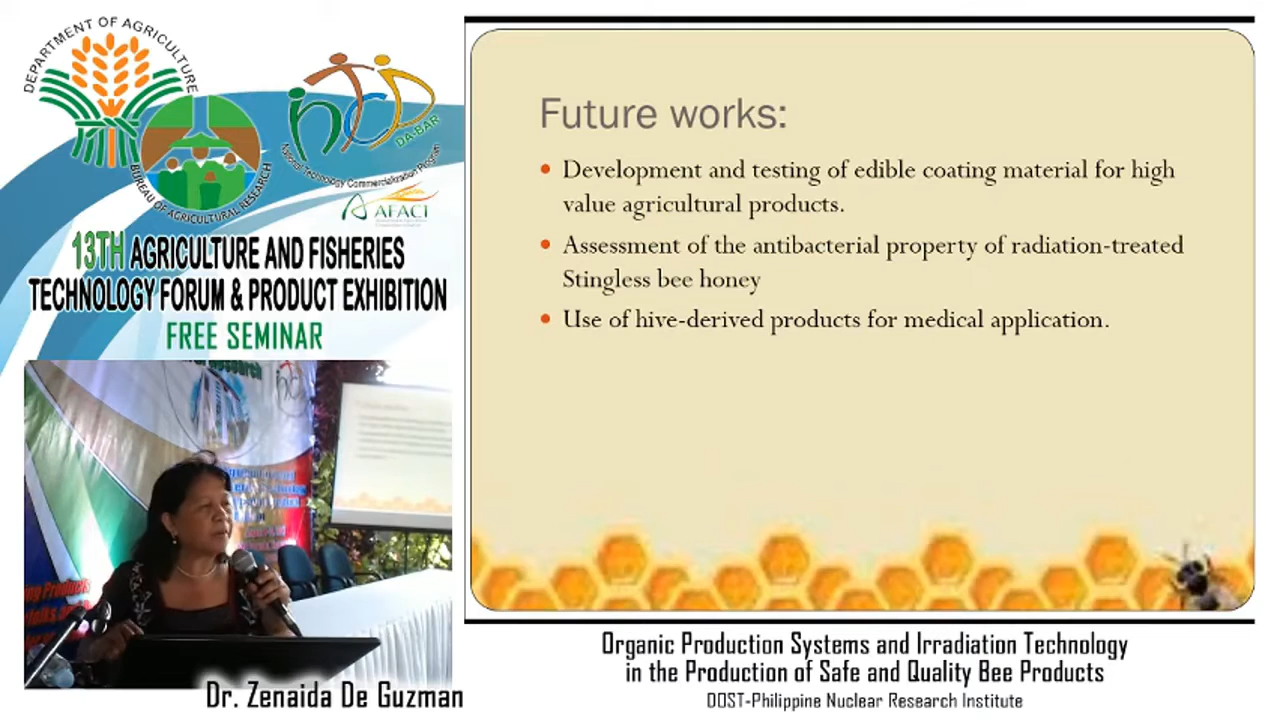 DEPARTMENT OF AGRICULTURE
BUREAU OF AGRICULTURAL RESEARCH
ntcp
DA-BAR
National Technology Commercialization Program
AFACI
13TH AGRICULTURE AND FISHERIES
TECHNOLOGY FORUM & PRODUCT EXHIBITION
FREE SEMINAR
Dr. Zenaida De Guzman
Future works:
• Development and testing of edible coating material for high
value agricultural products.
• Assessment of the antibacterial property of radiation-treated
Stingless bee honey
• Use of hive-derived products for medical application.
Organic Production Systems and Irradiation Technology
in the Production of Safe and Quality Bee Products
DOST-Philippine Nuclear Research Institute